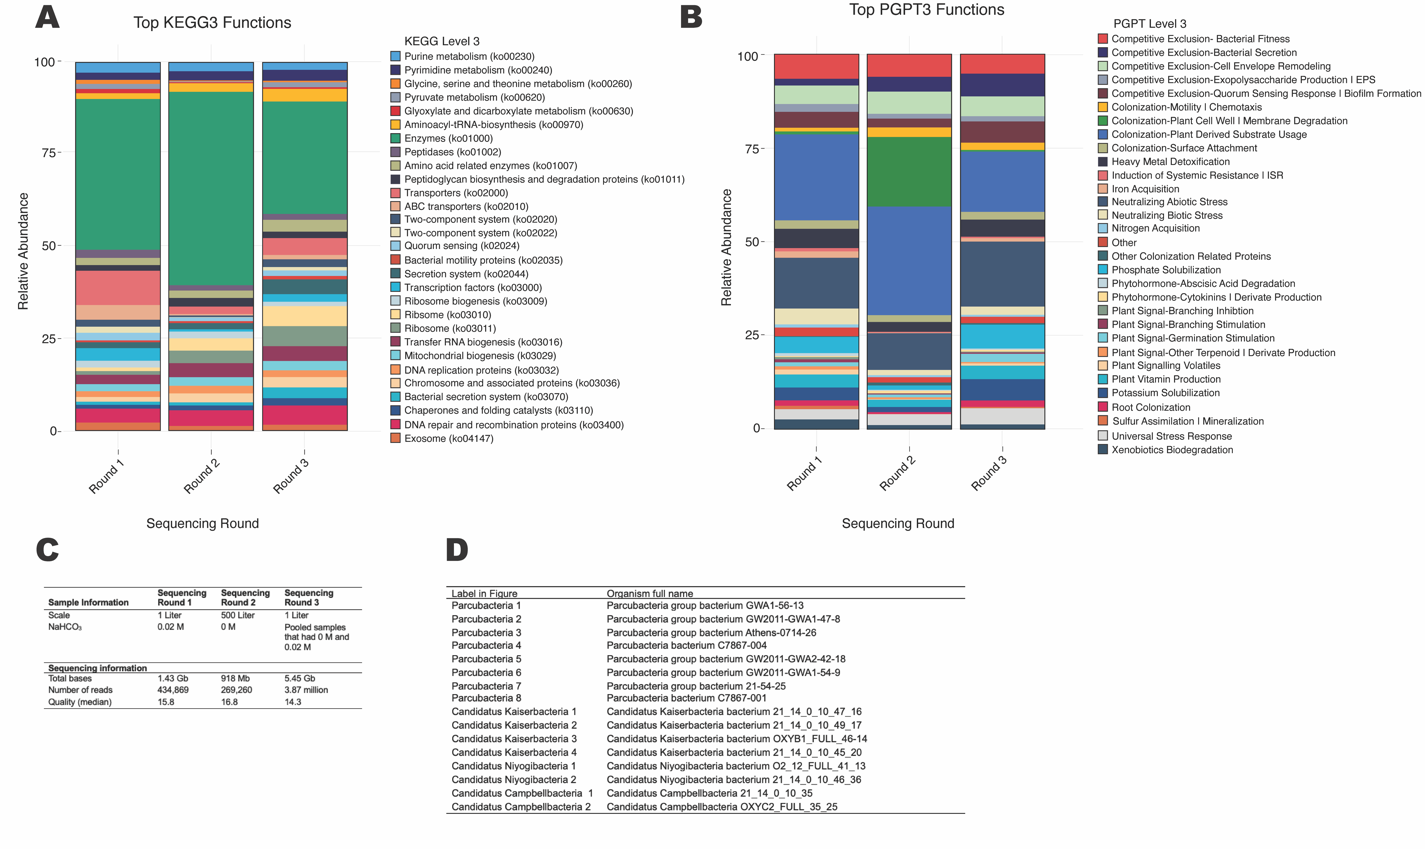 A
Top KEGG3 Functions
Relative Abundance
100
75
50
25
0
Round 1
Round 2
Round 3
Sequencing Round
KEGG Level 3
Purine metabolism (ko00230)
Pyrimidine metabolism (ko00240)
Glycine, serine and theonine metabolism (ko00260)
Pyruvate metabolism (ko00620)
Glyoxylate and dicarboxylate metabolism (ko00630)
Aminoacyl-tRNA-biosynthesis (ko00970)
Enzymes (ko01000)
Peptidases (ko01002)
Amino acid related enzymes (ko01007)
Peptidoglycan biosynthesis and degradation proteins (ko01011)
Transporters (ko02000)
ABC transporters (ko02010)
Two-component system (ko02020)
Two-component system (ko02022)
Quorum sensing (ko02024)
Bacterial motility proteins (ko02035)
Secretion system (ko02044)
Transcription factors (ko03000)
Ribosome biogenesis (ko03009)
Ribsome (ko03010)
Ribosome (ko03011)
Transfer RNA biogenesis (ko03016)
Mitochondrial biogenesis (ko03029)
DNA replication proteins (ko03032)
Chromosome and associated proteins (ko03036)
Bacterial secretion system (ko03070)
Chaperones and folding catalysts (k03110)
DNA repair and recombination proteins (ko03400)
Exosome (ko04147)
B
Top PGPT3 Functions
Relative Abundance
100
75
50
25
0
Round 1
Round 2
Round 3
Sequencing Round
PGPT Level 3
Competitive Exclusion- Bacterial Fitness
Competitive Exclusion-Bacterial Secretion
Competitive Exclusion-Cell Envelope Remodeling
Competitive Exclusion-Exopolysaccharide Production | EPS
Competitive Exclusion-Quorum Sensing Response | Biofilm Formation
Colonization-Motility | Chemotaxis
Colonization-Plant Cell Well | Membrane Degradation
Colonization-Plant Derived Substrate Usage
Colonization-Surface Attachment
Heavy Metal Detoxification
Induction of Systemic Resistance | ISR
Iron Acquisition
Neutralizing Abiotic Stress
Neutralizing Biotic Stress
Nitrogen Acquisition
Other
Other Colonization Related Proteins
Phosphate Solubilization
Phytohormone-Abscisic Acid Degradation
Phytohormone-Cytokinins | Derivate Production
Plant Signal-Branching Inhibtion
Plant Signal-Branching Stimulation
Plant Signal-Germination Stimulation
Plant Signal-Other Terpenoid | Derivate Production
Plant Signalling Volatiles
Plant Vitamin Production
Potassium Solubilization
Root Colonization
Sulfur Assimilation | Mineralization
Universal Stress Response
Xenobiotics Biodegradation
C
Sample Information Sequencing Round 1 Sequencing Round 2 Sequencing Round 3
Scale 1 Liter 500 Liter 1 Liter
NaHCO₃ 0.02 M 0 M Pooled samples
that had 0 M and
0.02 M
Sequencing information
Total bases 1.43 Gb 918 Mb 5.45 Gb
Number of reads 434,869 269,260 3.87 million
Quality (median) 15.8 16.8 14.3
D
Label in Figure Organism full name
Parcubacteria 1 Parcubacteria group bacterium GWA1-56-13
Parcubacteria 2 Parcubacteria group bacterium GW2011-GWA1-47-8
Parcubacteria 3 Parcubacteria group bacterium Athens-0714-26
Parcubacteria 4 Parcubacteria bacterium C7867-004
Parcubacteria 5 Parcubacteria group bacterium GW2011-GWA2-42-18
Parcubacteria 6 Parcubacteria group bacterium GW2011-GWA1-54-9
Parcubacteria 7 Parcubacteria group bacterium 21-54-25
Parcubacteria 8 Parcubacteria bacterium C7867-001
Candidatus Kaiserbacteria 1 Candidatus Kaiserbacteria bacterium 21_14_0_10_47_16
Candidatus Kaiserbacteria 2 Candidatus Kaiserbacteria bacterium 21_14_0_10_49_17
Candidatus Kaiserbacteria 3 Candidatus Kaiserbacteria bacterium OXYB1_FULL_46-14
Candidatus Kaiserbacteria 4 Candidatus Kaiserbacteria bacterium 21_14_0_10_45_20
Candidatus Niyogibacteria 1 Candidatus Niyogibacteria bacterium O2_12_FULL_41_13
Candidatus Niyogibacteria 2 Candidatus Niyogibacteria bacterium 21_14_0_10_46_36
Candidatus Campbellbacteria 1 Candidatus Campbellbacteria 21_14_0_10_35
Candidatus Campbellbacteria 2 Candidatus Campbellbacteria OXYC2_FULL_35_25